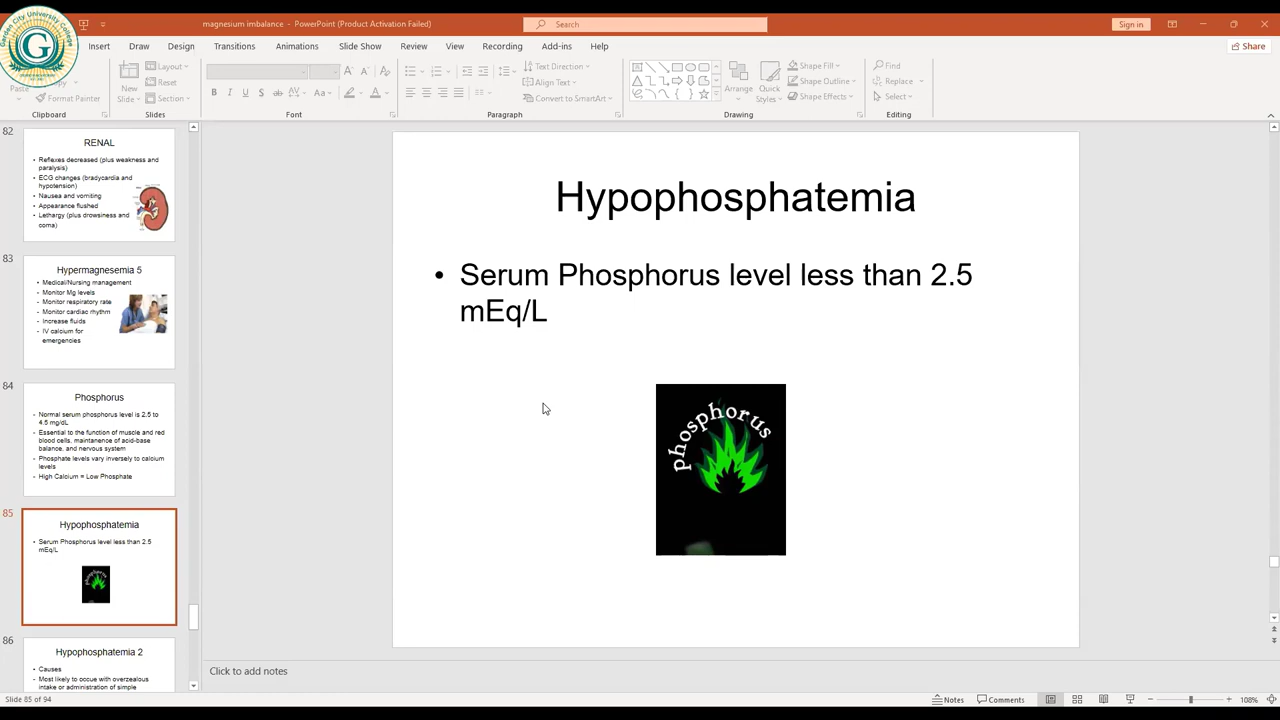 magnesium imbalance - PowerPoint (Product Activation Failed)
Search
Sign in
Insert
Draw
Design
Transitions
Animations
Slide Show
Review
View
Recording
Add-ins
Help
Share
Paste
Format Painter
Clipboard
New
Slide
Layout
Reset
Section
Slides
Font
Text Direction
Align Text
Convert to SmartArt
Paragraph
Arrange
Quick
Styles
Shape Fill
Shape Outline
Shape Effects
Drawing
Find
Replace
Select
Editing
Garden City University College
G
82
RENAL
• Reflexes decreased (plus weakness and
paralysis)
• ECG changes (bradycardia and
hypotension)
• Nausea and vomiting
• Appearance flushed
• Lethargy (plus drowsiness and
coma)
83
Hypermagnesemia 5
• Medical/Nursing management
• Monitor Mg levels
• Monitor respiratory rate
• Monitor cardiac rhythm
• Increase fluids
• IV calcium for
emergencies
84
Phosphorus
• Normal serum phosphorus level is 2.5 to
4.5 mg/dL
• Essential to the function of muscle and red
blood cells, maintanence of acid-base
balance, and nervous system
• Phosphate levels vary inversely to calcium
levels
• High Calcium = Low Phosphate
85
Hypophosphatemia
• Serum Phosphorus level less than 2.5
mEq/L
phosphorus
86
Hypophosphatemia 2
• Causes
• Most likely to occue with overzealous
intake or administration of simple
Hypophosphatemia
• Serum Phosphorus level less than 2.5
mEq/L
phosphorus
Click to add notes
Slide 85 of 94
Notes
Comments
108%